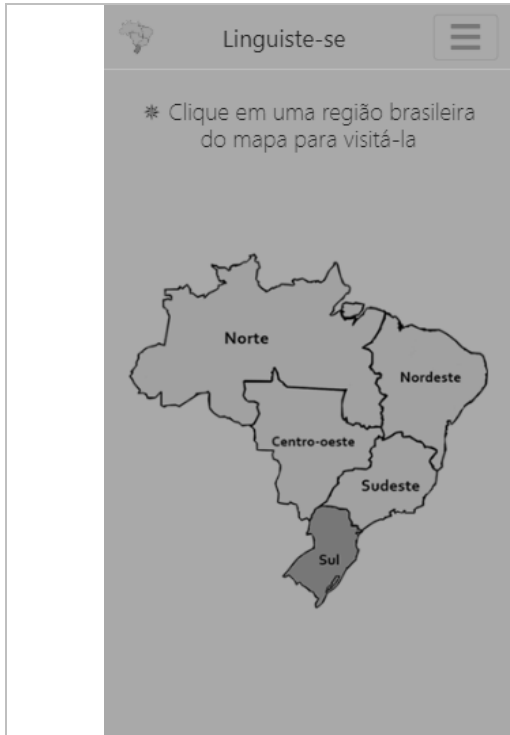 Linguiste-se
✵ Clique em uma região brasileira
do mapa para visitá-la
Norte
Nordeste
Centro-oeste
Sudeste
Sul